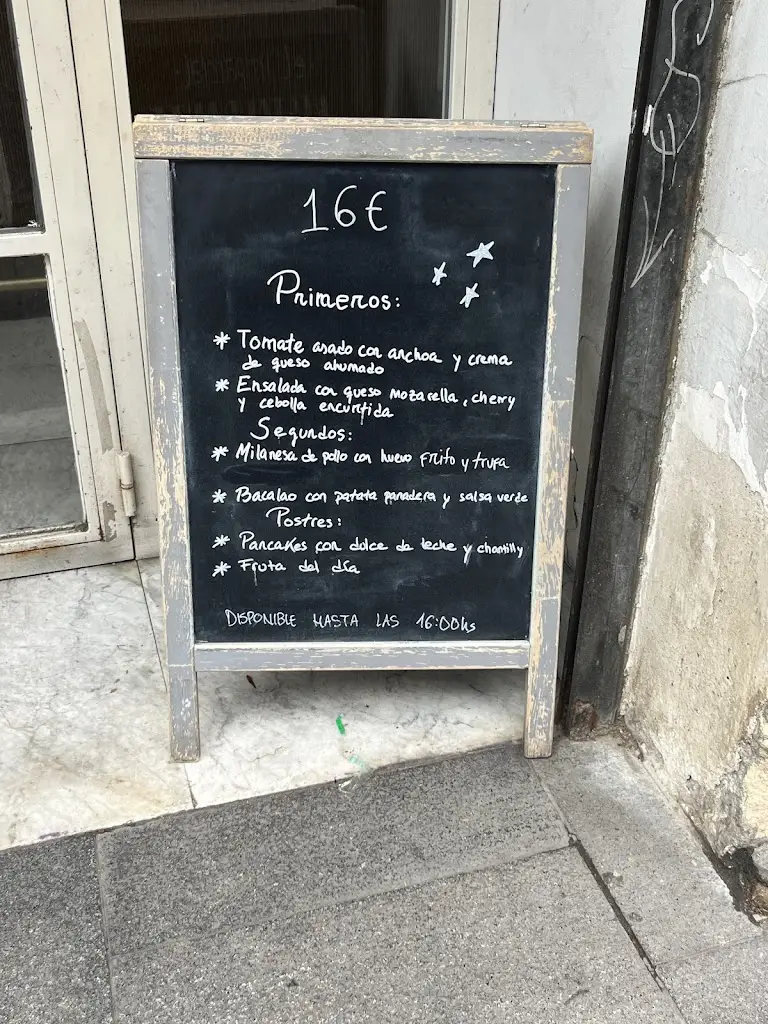 16€
Primeros:
* Tomate asado con anchoa y crema
de queso ahumado
* Ensalada con queso mozarella, cherry
y cebolla encurtida
Segundos:
* Milanesa de pollo con huevo frito y trufa
* Bacalao con patata panadera y salsa verde
Postres:
* Pancakes con dolce de leche y chantilly
* Fruta del día
DISPONIBLE HASTA LAS 16:00hs